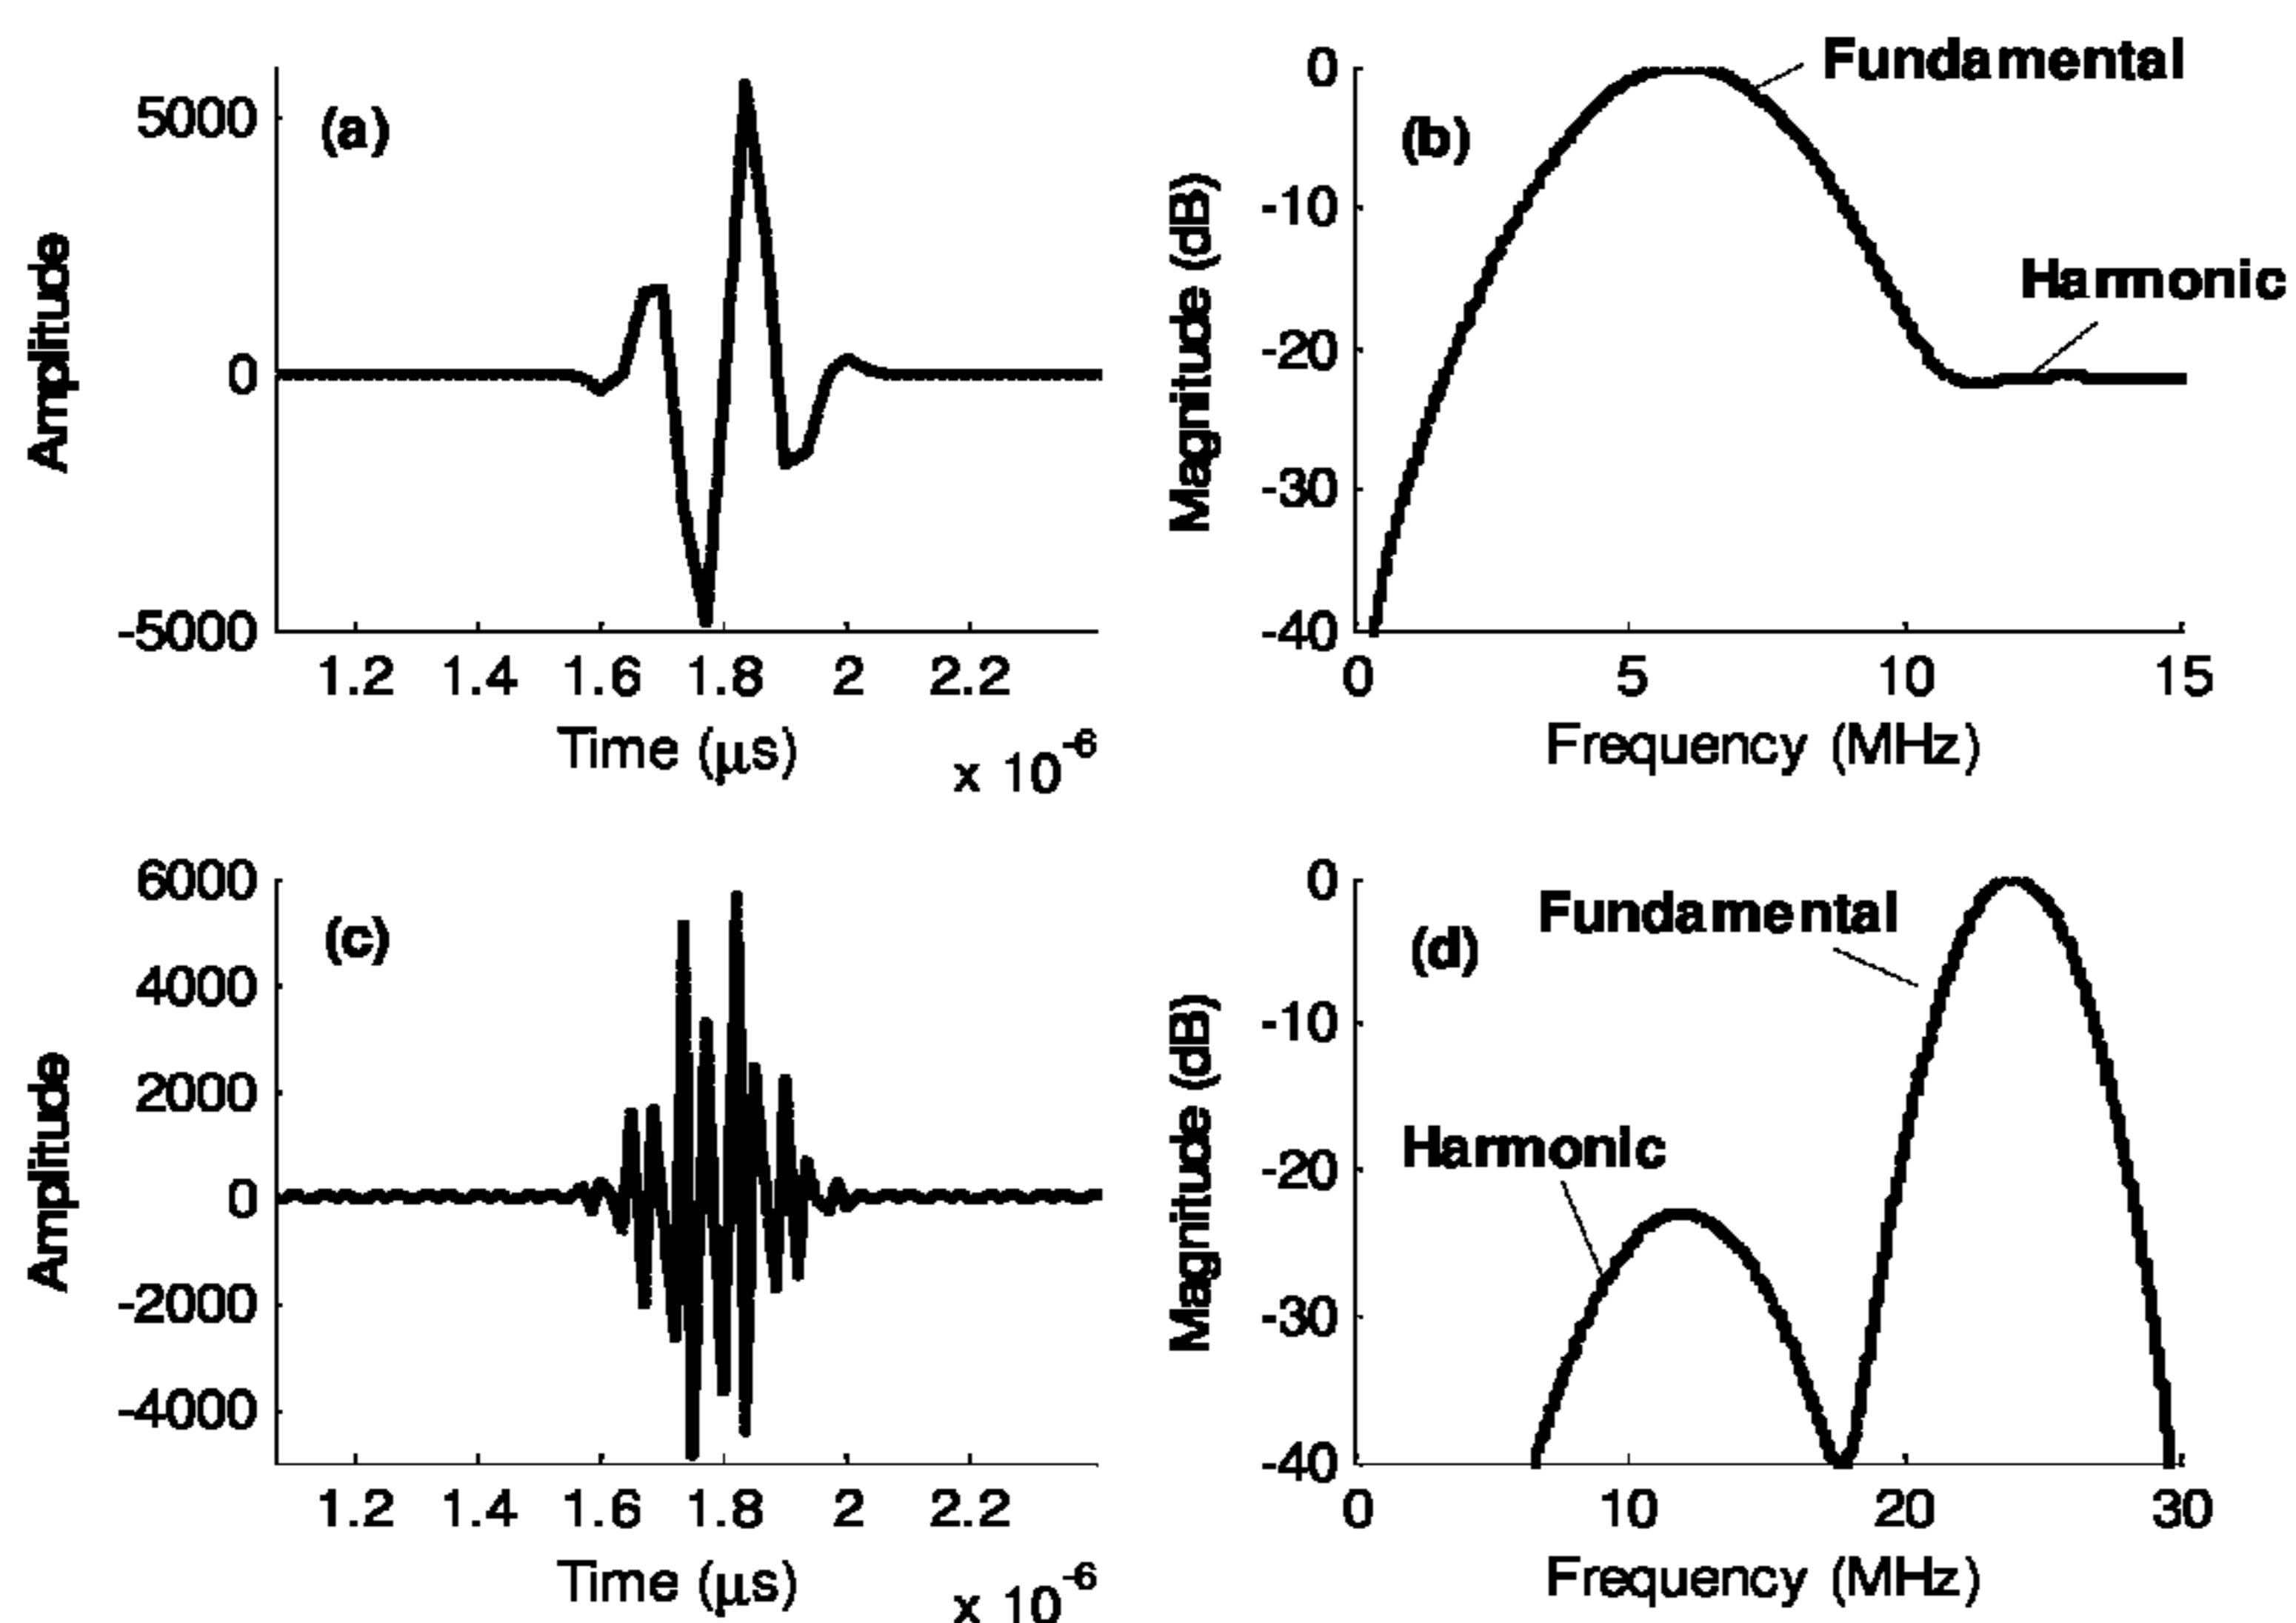 (a)
Amplitude
5000
0
-5000
1.2 1.4 1.6 1.8 2 2.2
Time (μs)
x 10^-6
(b)
Fundamental
Harmonic
Magnitude (dB)
0
-10
-20
-30
-40
0 5 10 15
Frequency (MHz)
(c)
Amplitude
6000
4000
2000
0
-2000
-4000
1.2 1.4 1.6 1.8 2 2.2
Time (μs)
x 10^-6
(d)
Fundamental
Harmonic
Magnitude (dB)
0
-10
-20
-30
-40
0 10 20 30
Frequency (MHz)